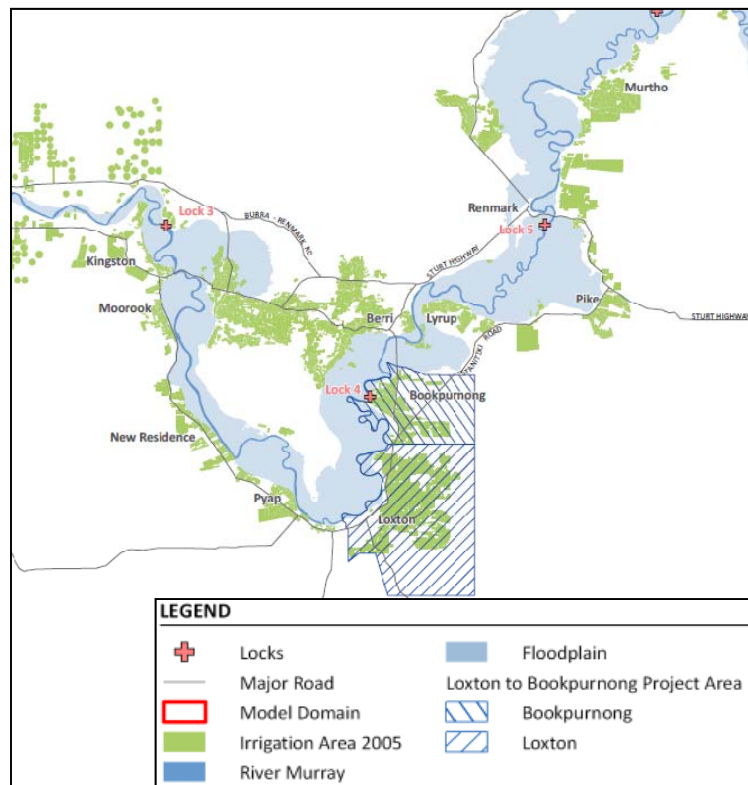 Murtho
Renmark
Lock 3
BURRA - RENMARK RD
Lock 5
Kingston
STURT HIGHWAY
Moorook
Pike
Berri
Lyrup
STURT HIGHWAY
Lock 4
Bookpurnong
New Residence
Pyap
Loxton
LEGEND
Locks
Major Road
Model Domain
Irrigation Area 2005
River Murray
Floodplain
Loxton to Bookpurnong Project Area
Bookpurnong
Loxton